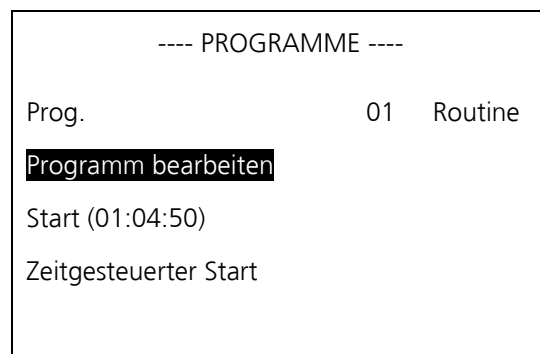 ---- PROGRAMME ----
Prog. 01 Routine
Programm bearbeiten
Start (01:04:50)
Zeitgesteuerter Start